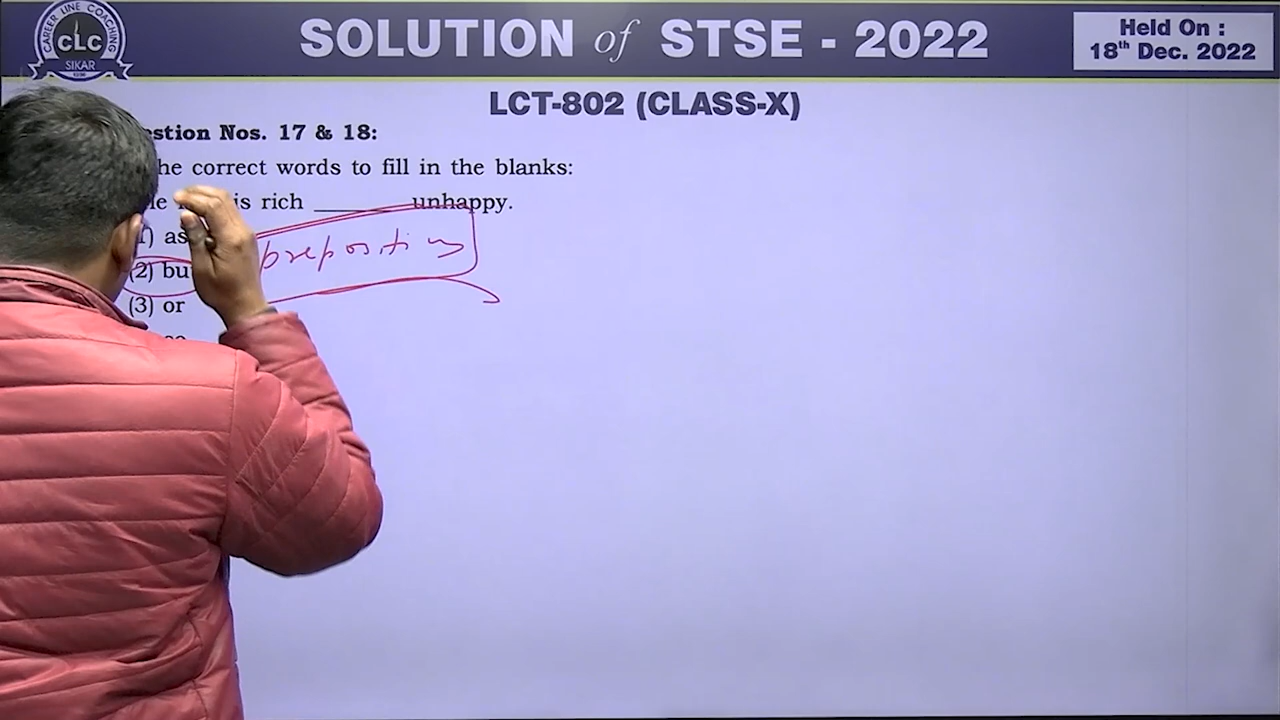 CAREER LINE COACHING
CLC
SIKAR
SOLUTION of STSE - 2022
Held On :
18th Dec. 2022
LCT-802 (CLASS-X)
estion Nos. 17 & 18:
he correct words to fill in the blanks:
is rich ________ unhappy.
1) as
preposition
(2) bu
(3) or